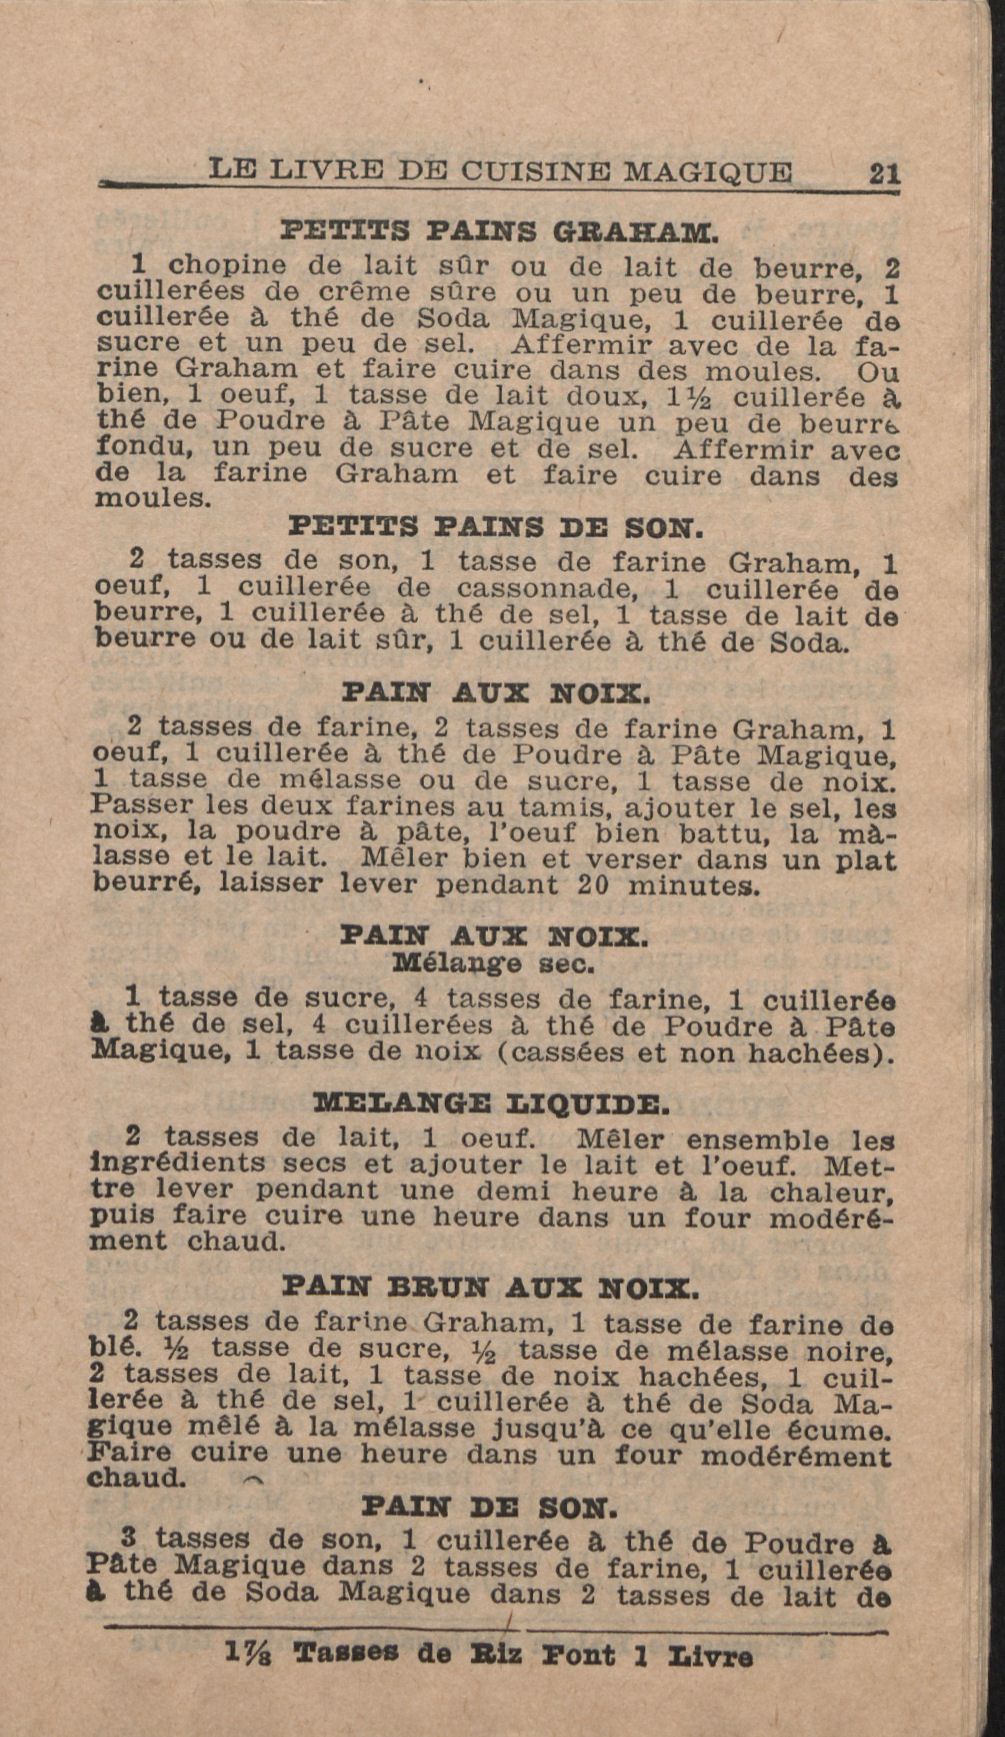 LE LIVRE DE CUISINE MAGIQUE 21
PETITS PAINS GRAHAM.
1 chopine de lait sûr ou de lait de beurre, 2
cuillerées de crême sûre ou un peu de beurre, 1
cuillerée à thé de Soda Magique, 1 cuillerée de
sucre et un peu de sel. Affermir avec de la fa-
rine Graham et faire cuire dans des moules. Ou
bien, 1 oeuf, 1 tasse de lait doux, 1½ cuillerée à
thé de Poudre à Pâte Magique un peu de beurre
fondu, un peu de sucre et de sel. Affermir avec
de la farine Graham et faire cuire dans des
moules.
PETITS PAINS DE SON.
2 tasses de son, 1 tasse de farine Graham, 1
oeuf, 1 cuillerée de cassonnade, 1 cuillerée de
beurre, 1 cuillerée à thé de sel, 1 tasse de lait de
beurre ou de lait sûr, 1 cuillerée à thé de Soda.
PAIN AUX NOIX.
2 tasses de farine, 2 tasses de farine Graham, 1
oeuf, 1 cuillerée à thé de Poudre à Pâte Magique,
1 tasse de mélasse ou de sucre, 1 tasse de noix.
Passer les deux farines au tamis, ajouter le sel, les
noix, la poudre à pâte, l'oeuf bien battu, la mà-
lasse et le lait. Mêler bien et verser dans un plat
beurré, laisser lever pendant 20 minutes.
PAIN AUX NOIX.
Mélange sec.
1 tasse de sucre, 4 tasses de farine, 1 cuillerée
à thé de sel, 4 cuillerées à thé de Poudre à Pâte
Magique, 1 tasse de noix (cassées et non hachées).
MELANGE LIQUIDE.
2 tasses de lait, 1 oeuf. Mêler ensemble les
ingrédients secs et ajouter le lait et l'oeuf. Met-
tre lever pendant une demi heure à la chaleur,
puis faire cuire une heure dans un four modéré-
ment chaud.
PAIN BRUN AUX NOIX.
2 tasses de farine Graham, 1 tasse de farine de
blé. ½ tasse de sucre, ½ tasse de mélasse noire,
2 tasses de lait, 1 tasse de noix hachées, 1 cuil-
lerée à thé de sel, 1 cuillerée à thé de Soda Ma-
gique mêlé à la mélasse jusqu'à ce qu'elle écume.
Faire cuire une heure dans un four modérément
chaud.
PAIN DE SON.
3 tasses de son, 1 cuillerée à thé de Poudre à
Pâte Magique dans 2 tasses de farine, 1 cuillerée
à thé de Soda Magique dans 2 tasses de lait de
1⅞ Tasses de Riz Font 1 Livre